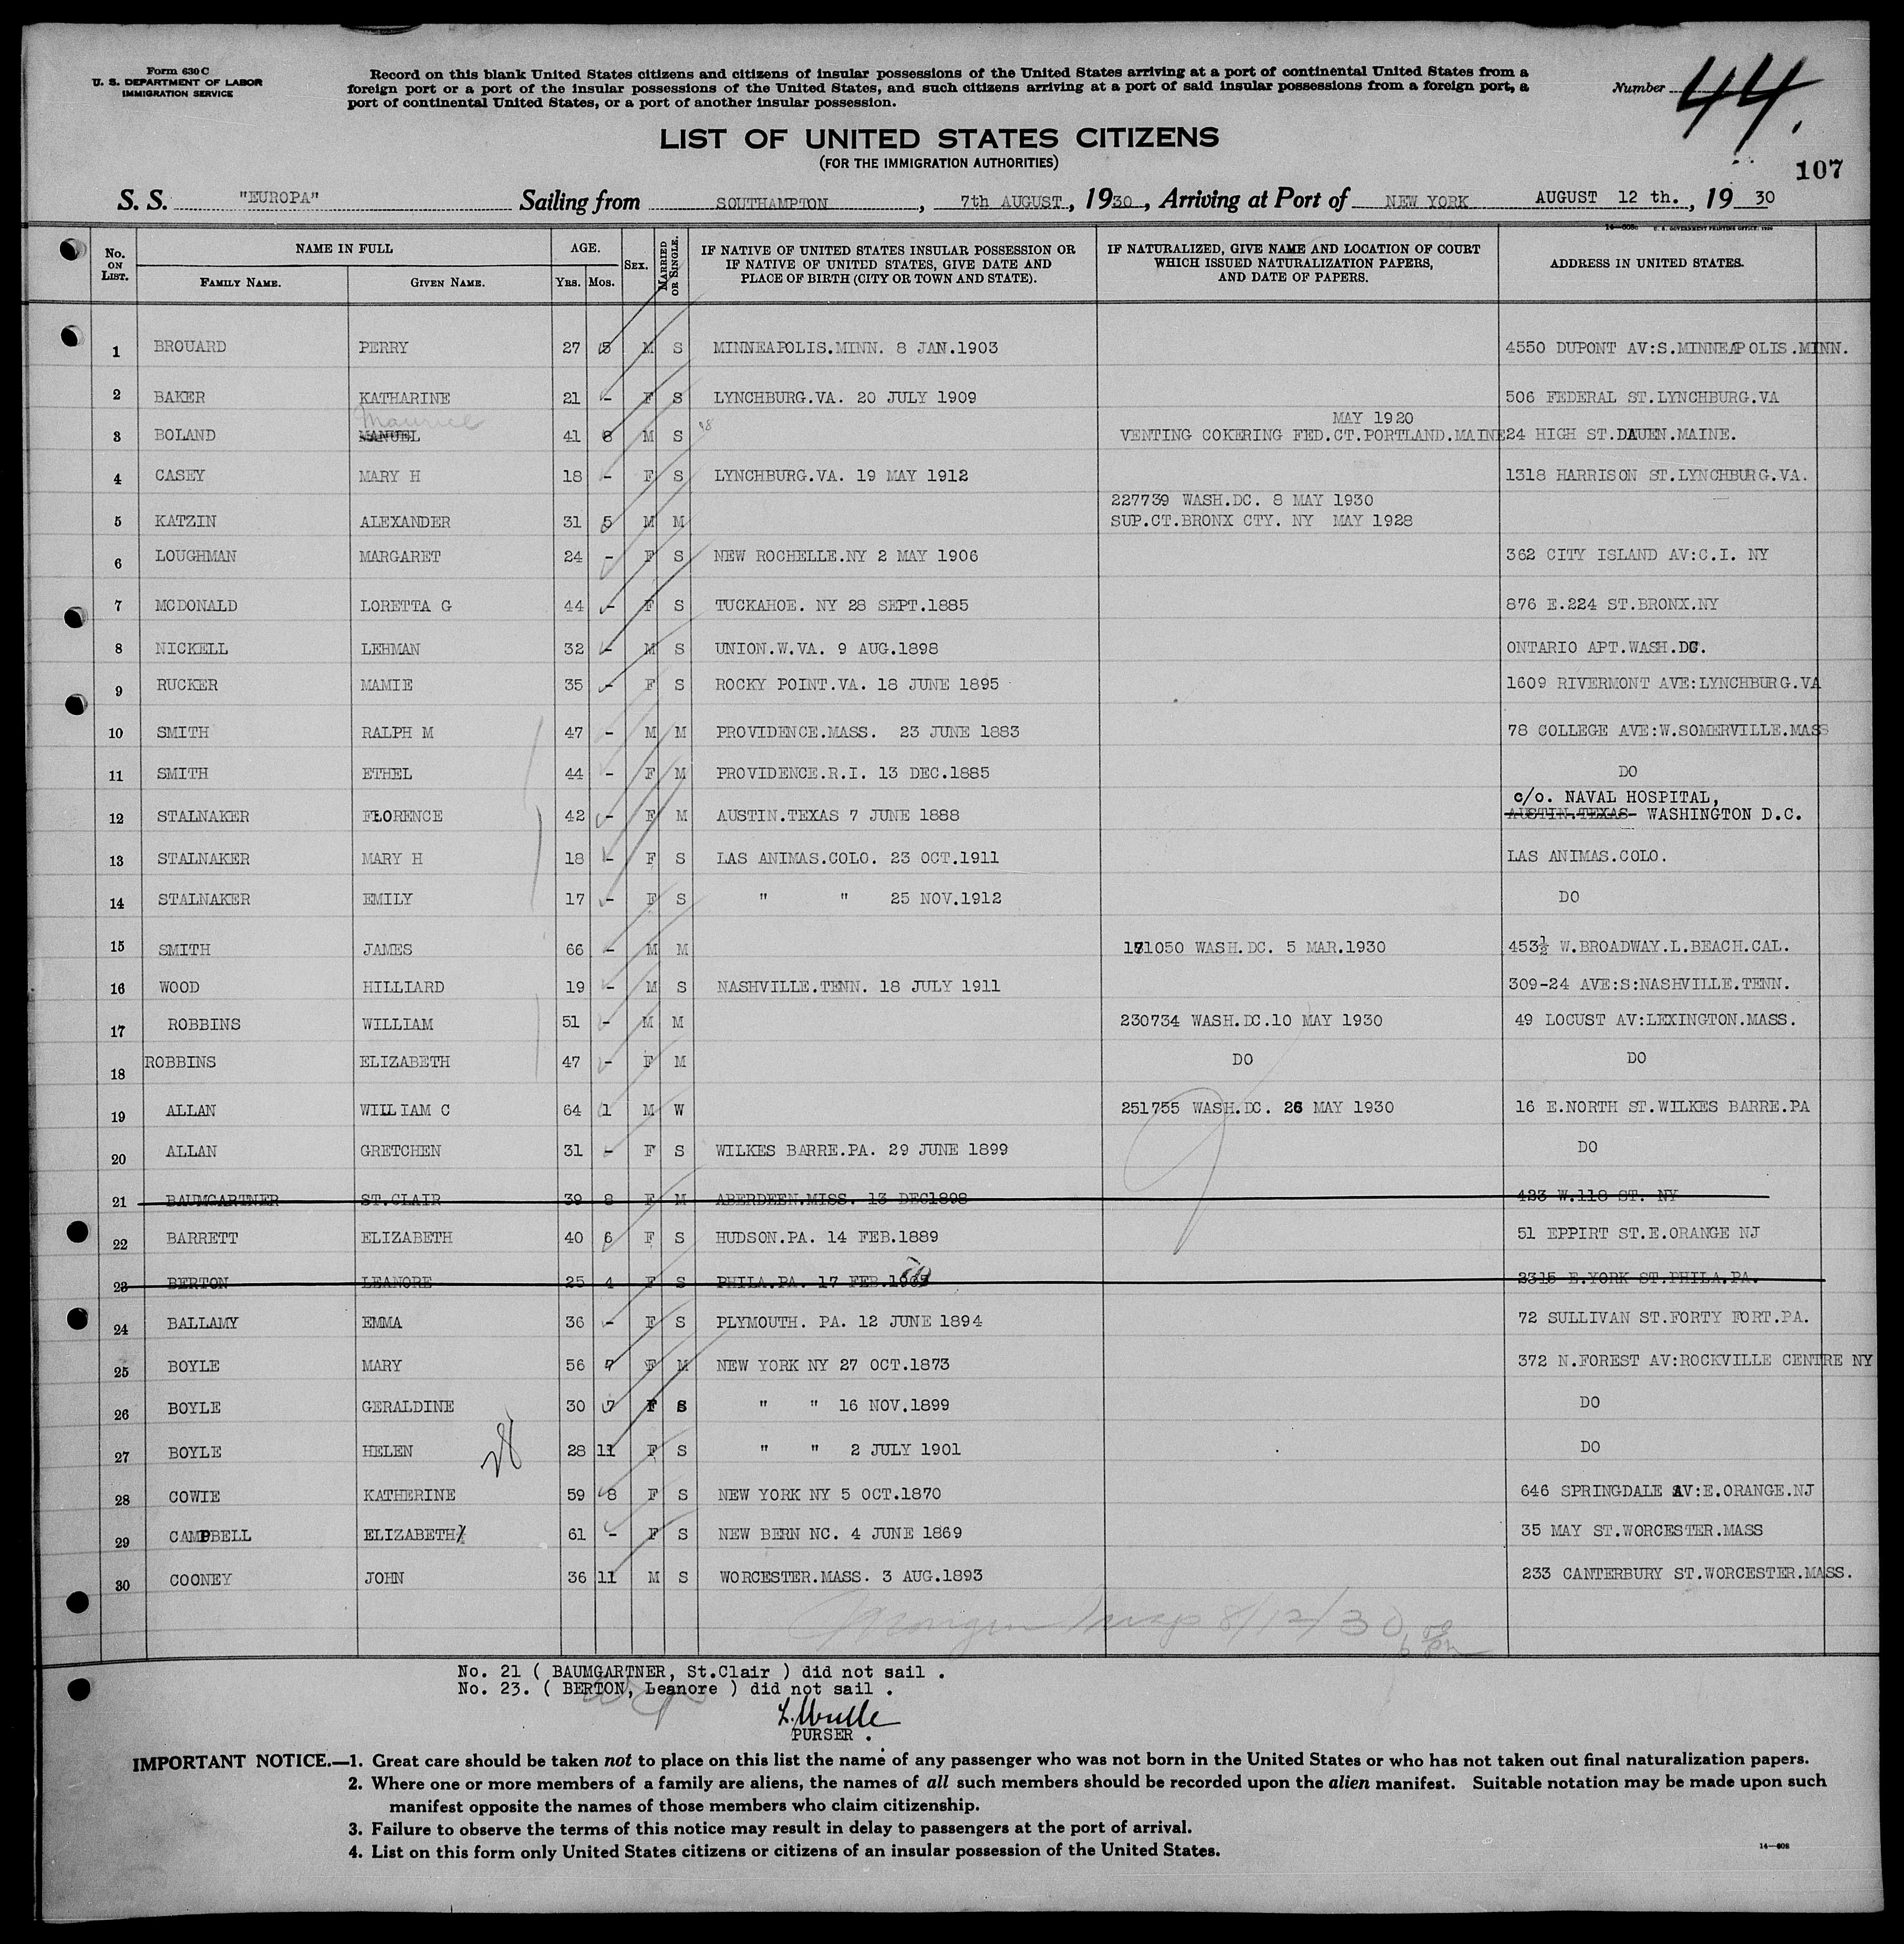 Form 630 C
U. S. DEPARTMENT OF LABOR
IMMIGRATION SERVICE
Record on this blank United States citizens and citizens of insular possessions of the United States arriving at a port of continental United States from a
foreign port or a port of the insular possessions of the United States, and such citizens arriving at a port of said insular possessions from a foreign port, a
port of continental United States, or a port of another insular possession.
Number 44.
LIST OF UNITED STATES CITIZENS
(FOR THE IMMIGRATION AUTHORITIES)
107
S. S. "EUROPA" Sailing from SOUTHAMPTON, 7th AUGUST, 1930, Arriving at Port of NEW YORK AUGUST 12 th., 19 30
14—608c U. S. GOVERNMENT PRINTING OFFICE: 1930
No. ON LIST. NAME IN FULL AGE. SEX. MARRIED OR SINGLE. IF NATIVE OF UNITED STATES INSULAR POSSESSION OR IF NATIVE OF UNITED STATES, GIVE DATE AND PLACE OF BIRTH (CITY OR TOWN AND STATE). IF NATURALIZED, GIVE NAME AND LOCATION OF COURT WHICH ISSUED NATURALIZATION PAPERS, AND DATE OF PAPERS. ADDRESS IN UNITED STATES.
FAMILY NAME. GIVEN NAME. YRS. MOS.
1 BROUARD PERRY 27 5 M S MINNEAPOLIS.MINN. 8 JAN.1903 4550 DUPONT AV:S.MINNEAPOLIS.MINN.
2 BAKER KATHARINE 21 - F S LYNCHBURG.VA. 20 JULY 1909 506 FEDERAL ST.LYNCHBURG.VA
Maurice MAY 1920
3 BOLAND MANUEL 41 8 M S VENTING COKERING FED.CT.PORTLAND.MAINE 24 HIGH ST.DAUEN.MAINE.
4 CASEY MARY H 18 - F S LYNCHBURG.VA. 19 MAY 1912 1318 HARRISON ST.LYNCHBURG.VA.
227739 WASH.DC. 8 MAY 1930
5 KATZIN ALEXANDER 31 5 M M SUP.CT.BRONX CTY. NY MAY 1928
6 LOUGHMAN MARGARET 24 - F S NEW ROCHELLE.NY 2 MAY 1906 362 CITY ISLAND AV:C.I. NY
7 MCDONALD LORETTA G 44 - F S TUCKAHOE. NY 28 SEPT.1885 876 E.224 ST.BRONX.NY
8 NICKELL LEHMAN 32 - M S UNION.W.VA. 9 AUG.1898 ONTARIO APT.WASH.DC.
9 RUCKER MAMIE 35 - F S ROCKY POINT.VA. 18 JUNE 1895 1609 RIVERMONT AVE:LYNCHBURG.VA
10 SMITH RALPH M 47 - M M PROVIDENCE.MASS. 23 JUNE 1883 78 COLLEGE AVE:W.SOMERVILLE.MASS
11 SMITH ETHEL 44 - F M PROVIDENCE.R.I. 13 DEC.1885 DO
c/o. NAVAL HOSPITAL,
12 STALNAKER FLORENCE 42 - F M AUSTIN.TEXAS 7 JUNE 1888 AUSTIN.TEXAS WASHINGTON D.C.
13 STALNAKER MARY H 18 - F S LAS ANIMAS.COLO. 23 OCT.1911 LAS ANIMAS.COLO.
14 STALNAKER EMILY 17 - F S " " 25 NOV.1912 DO
15 SMITH JAMES 66 - M M 171050 WASH.DC. 5 MAR.1930 453½ W.BROADWAY.L.BEACH.CAL.
16 WOOD HILLIARD 19 - M S NASHVILLE.TENN. 18 JULY 1911 309-24 AVE:S:NASHVILLE.TENN.
17 ROBBINS WILLIAM 51 - M M 230734 WASH.DC.10 MAY 1930 49 LOCUST AV:LEXINGTON.MASS.
18 ROBBINS ELIZABETH 47 - F M DO DO
19 ALLAN WILLIAM C 64 1 M W 251755 WASH.DC. 26 MAY 1930 16 E.NORTH ST.WILKES BARRE.PA
20 ALLAN GRETCHEN 31 - F S WILKES BARRE.PA. 29 JUNE 1899 DO
21 BAUMGARTNER ST.CLAIR 39 8 F M ABERDEEN.MISS. 13 DEC1898 423 W.118 ST. NY
22 BARRETT ELIZABETH 40 6 F S HUDSON.PA. 14 FEB.1889 51 EPPIRT ST.E.ORANGE NJ
23 BERTON LEANORE 25 4 F S PHILA.PA. 17 FEB. 2315 E.YORK ST.PHILA.PA.
24 BALLAMY EMMA 36 - F S PLYMOUTH. PA. 12 JUNE 1894 72 SULLIVAN ST.FORTY FORT.PA.
25 BOYLE MARY 56 7 F M NEW YORK NY 27 OCT.1873 372 N.FOREST AV:ROCKVILLE CENTRE NY
26 BOYLE GERALDINE 30 7 F S " " 16 NOV.1899 DO
27 BOYLE HELEN 28 11 F S " " 2 JULY 1901 DO
28
28 COWIE KATHERINE 59 8 F S NEW YORK NY 5 OCT.1870 646 SPRINGDALE AV:E.ORANGE.NJ
29 CAMPBELL ELIZABETH 61 - F S NEW BERN NC. 4 JUNE 1869 35 MAY ST.WORCESTER.MASS
30 COONEY JOHN 36 11 M S WORCESTER.MASS. 3 AUG.1893 233 CANTERBURY ST.WORCESTER.MASS.
Insp 8/12/30
No. 21 ( BAUMGARTNER, St.Clair ) did not sail .
No. 23. ( BERTON, Leanore ) did not sail .
PURSER .
IMPORTANT NOTICE.—1. Great care should be taken not to place on this list the name of any passenger who was not born in the United States or who has not taken out final naturalization papers.
2. Where one or more members of a family are aliens, the names of all such members should be recorded upon the alien manifest. Suitable notation may be made upon such
manifest opposite the names of those members who claim citizenship.
3. Failure to observe the terms of this notice may result in delay to passengers at the port of arrival.
4. List on this form only United States citizens or citizens of an insular possession of the United States.
14—608